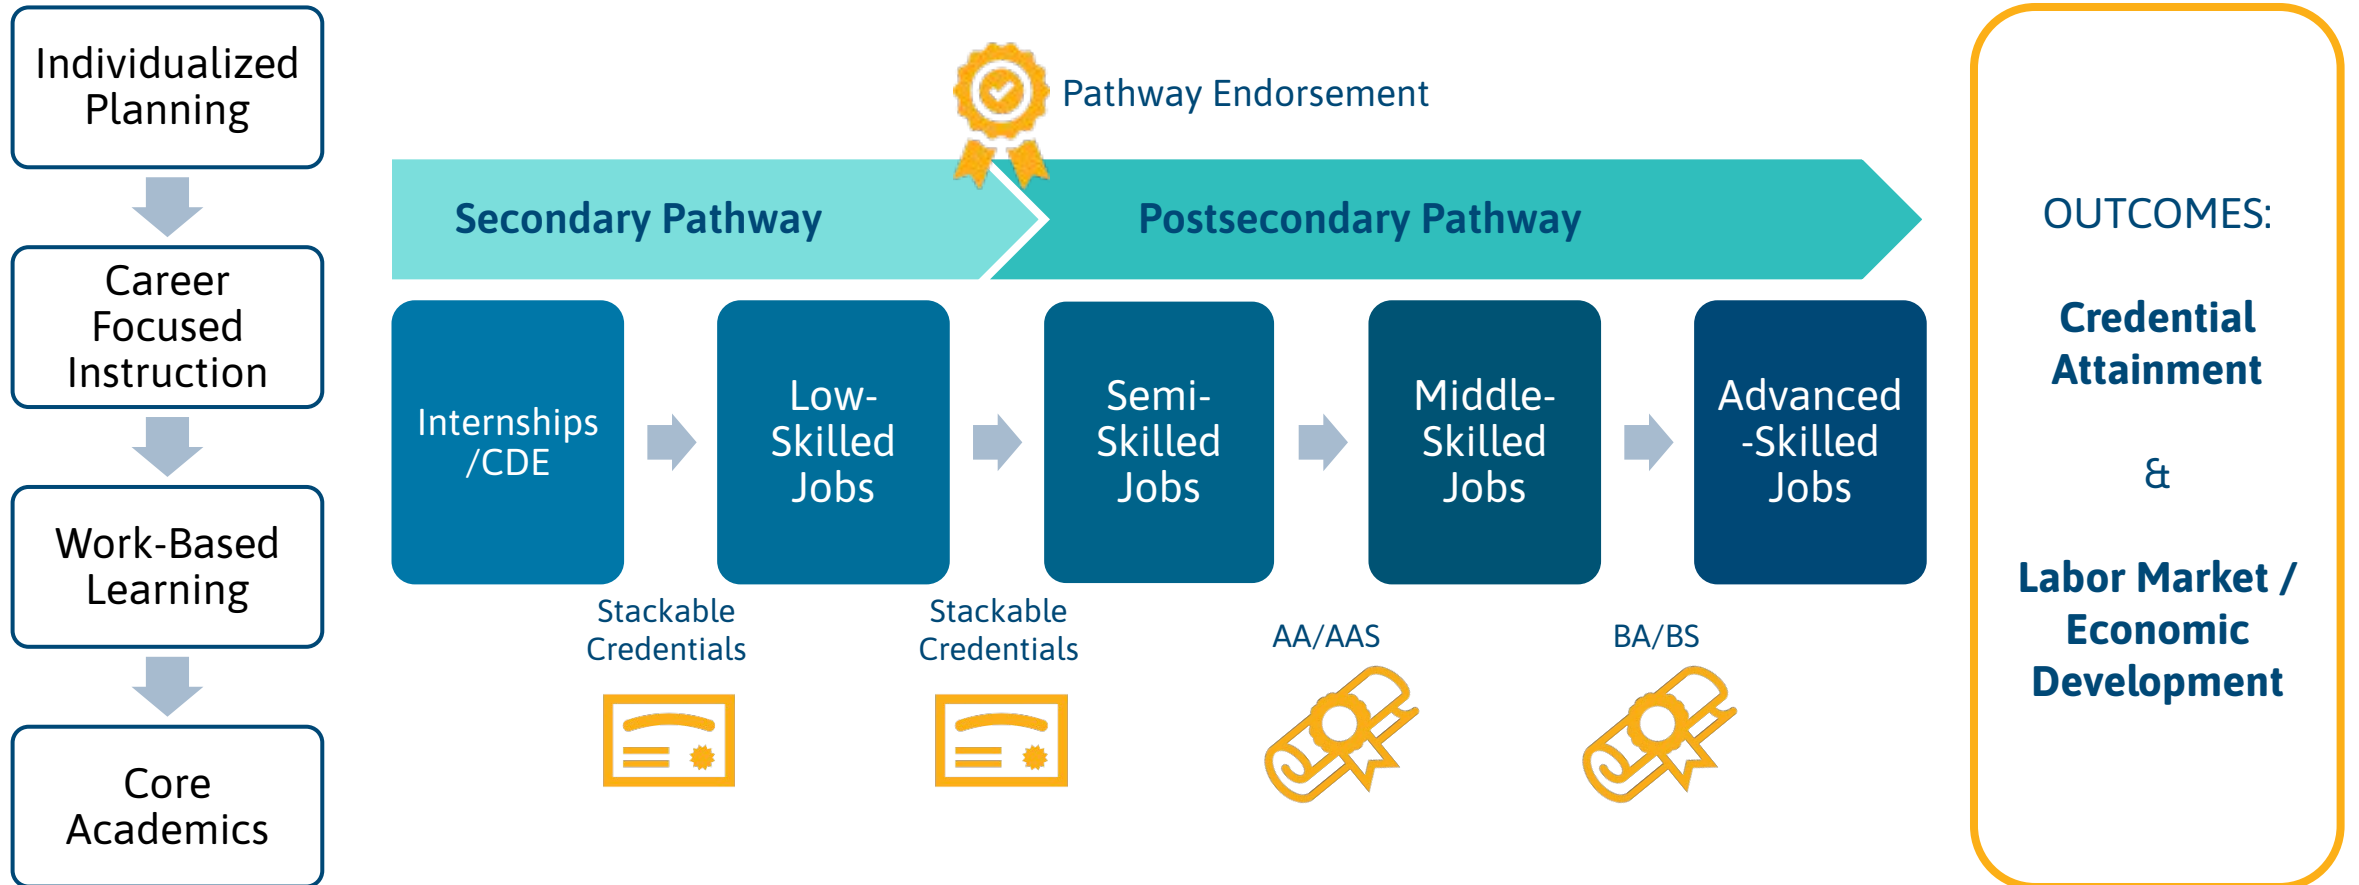 Individualized
Planning
Career
Focused
Instruction
Work-Based
Learning
Core
Academics
Pathway Endorsement
Secondary Pathway
Postsecondary Pathway
Internships
/CDE
Low-
Skilled
Jobs
Semi-
Skilled
Jobs
Middle-
Skilled
Jobs
Advanced
-Skilled
Jobs
Stackable
Credentials
Stackable
Credentials
AA/AAS
BA/BS
OUTCOMES:
Credential
Attainment
&
Labor Market /
Economic
Development